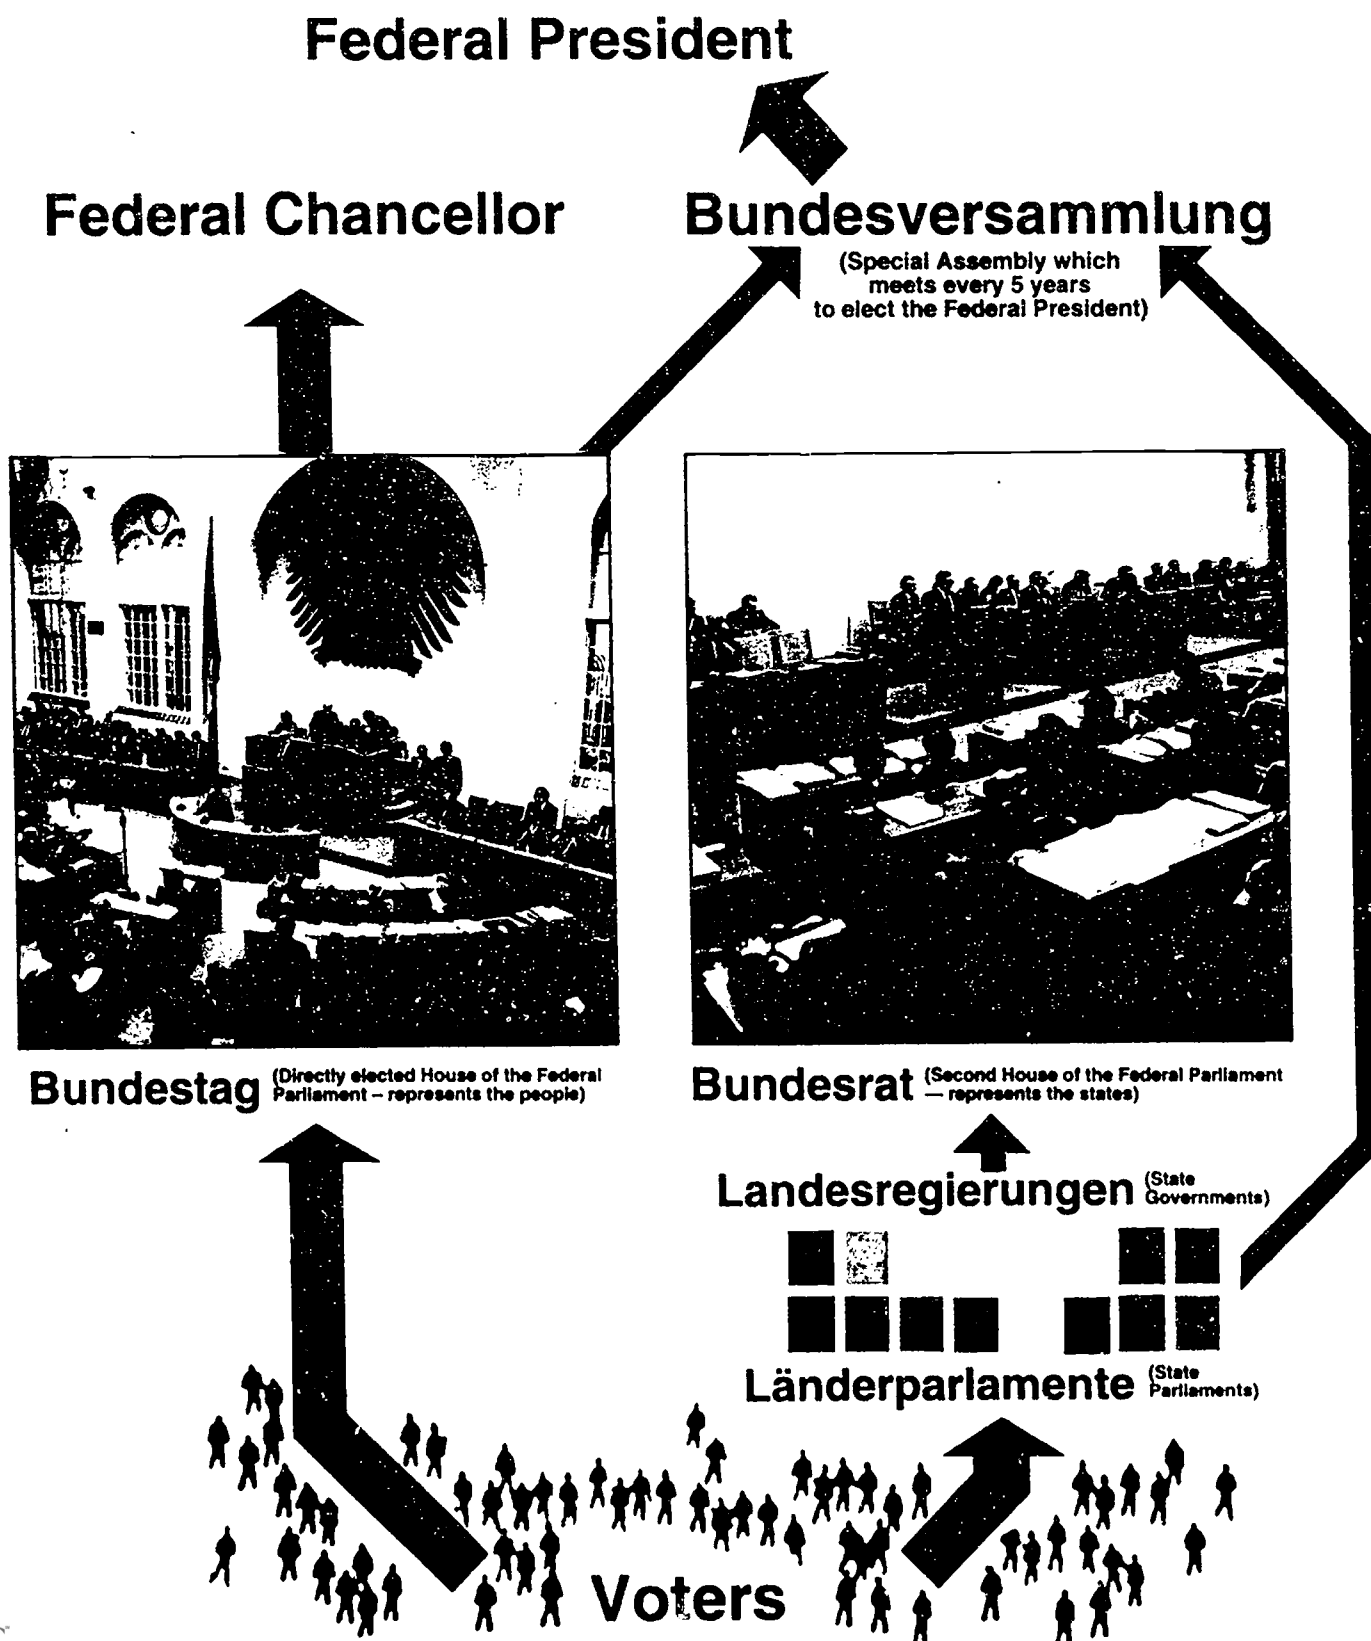 Federal President
Federal Chancellor
Bundesversammlung
(Special Assembly which
meets every 5 years
to elect the Federal President)
Bundestag
(Directly elected House of the Federal
Parliament – represents the people)
Bundesrat
(Second House of the Federal Parliament
— represents the states)
Landesregierungen
(State
Governments)
Länderparlamente
(State
Parliaments)
Voters